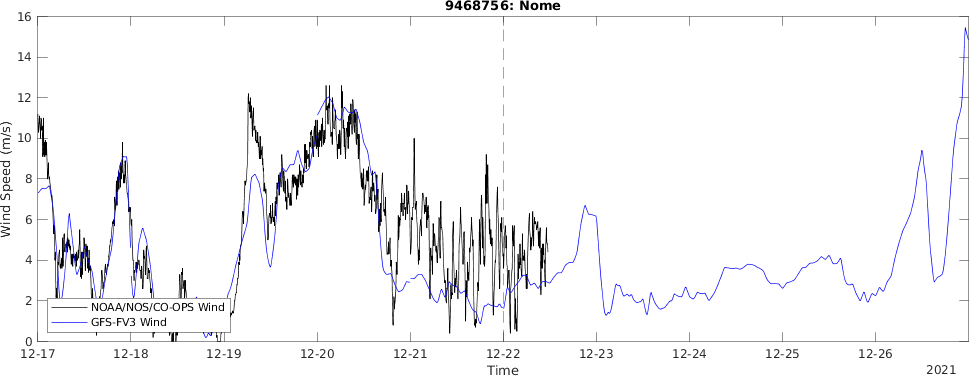 9468756: Nome
Wind Speed (m/s)
16
14
12
10
8
6
4
2
0
NOAA/NOS/CO-OPS Wind
GFS-FV3 Wind
12-17 12-18 12-19 12-20 12-21 12-22 12-23 12-24 12-25 12-26
Time
2021